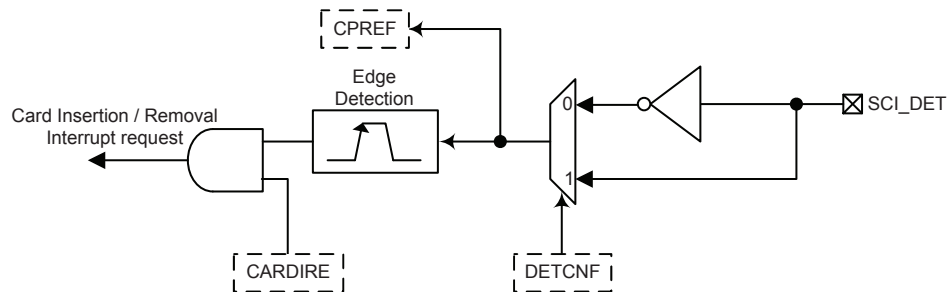 CPREF
Edge
Detection
0
SCI_DET
Card Insertion / Removal
Interrupt request
1
CARDIRE
DETCNF